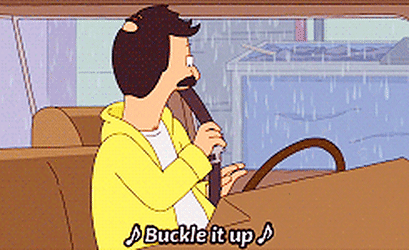 ♪ Buckle it up ♪